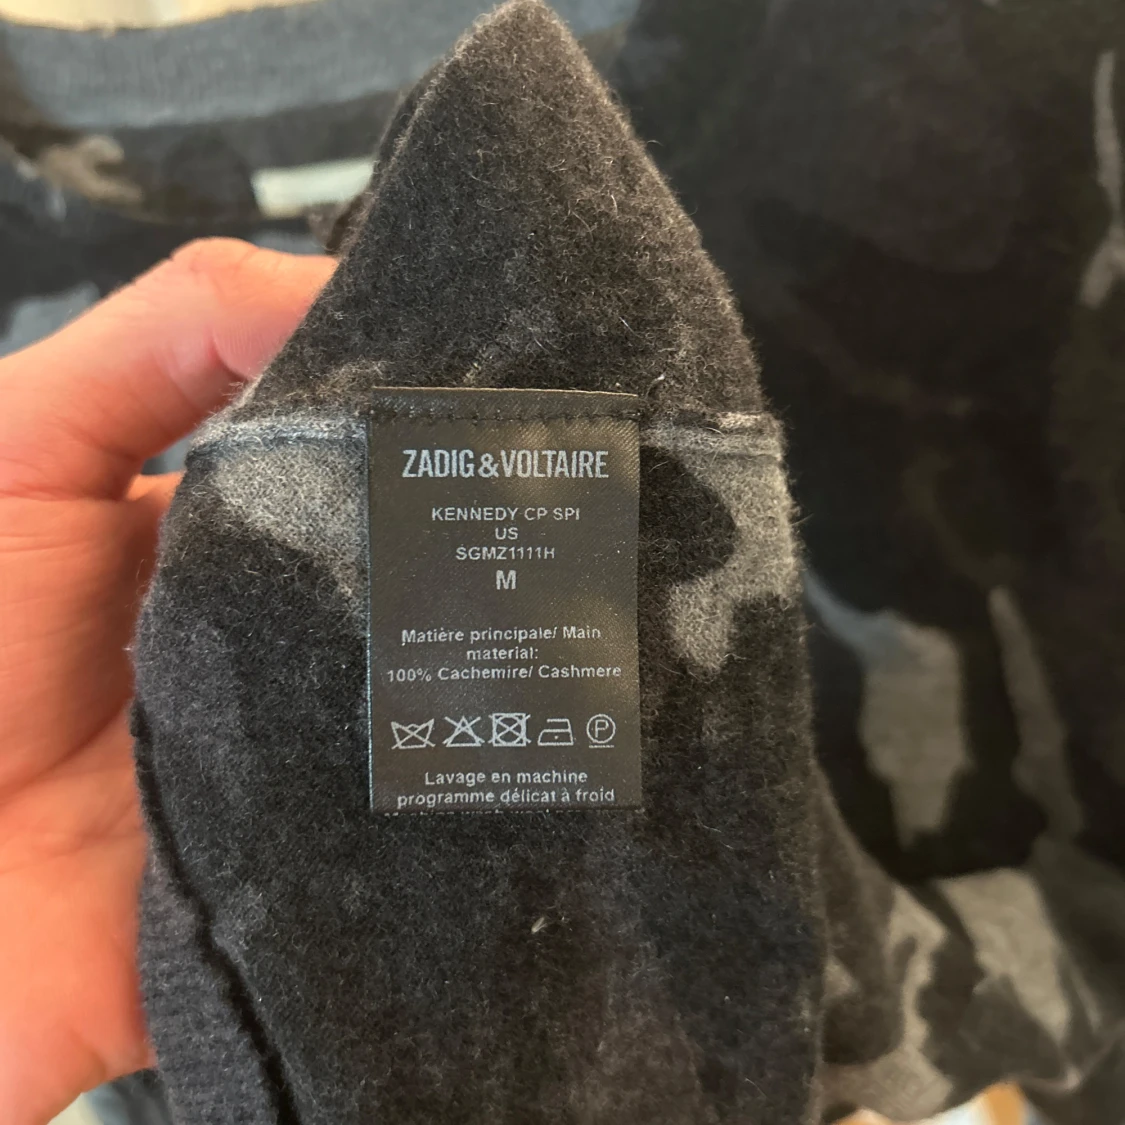 ZADIG&VOLTAIRE
KENNEDY CP SPI
US
SGMZ1111H
M
Matière principale/ Main
material:
100% Cachemire/ Cashmere
P
Lavage en machine
programme délicat à froid